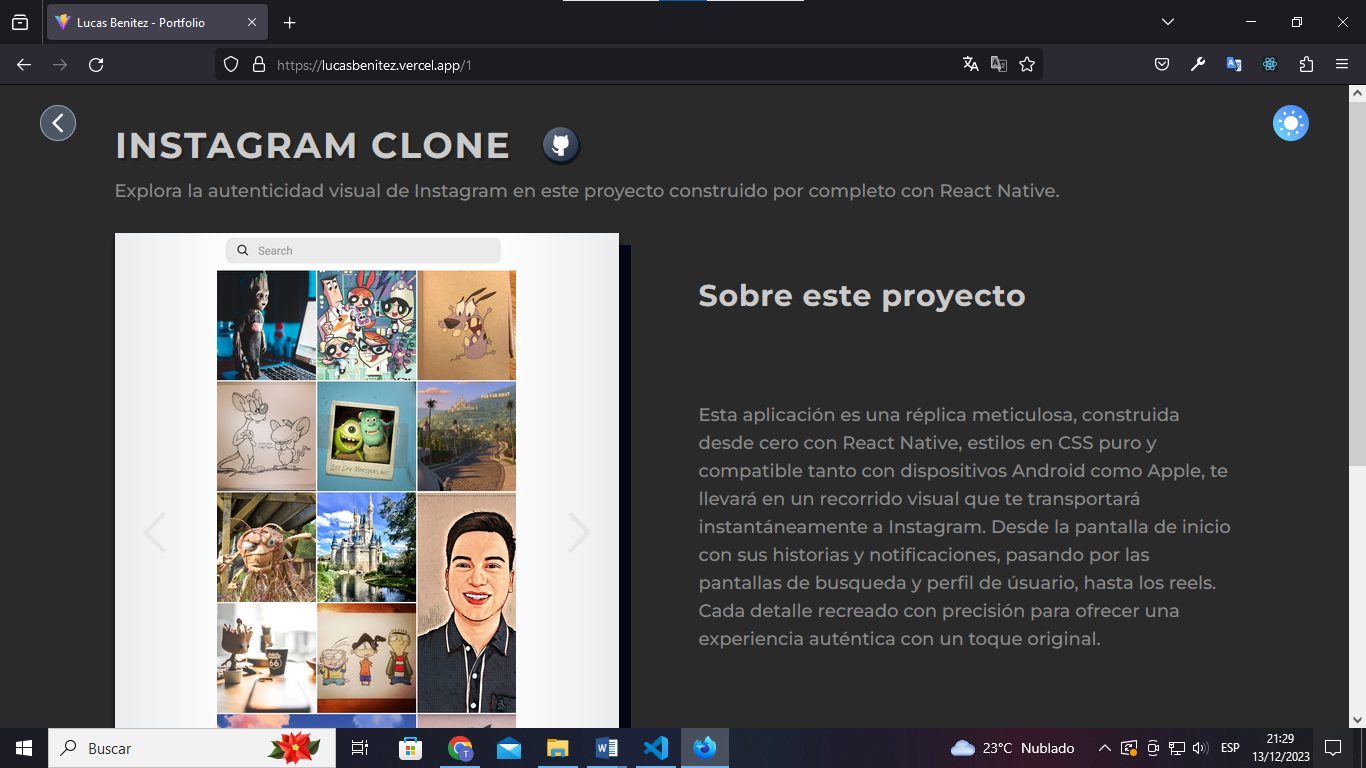 Lucas Benitez - Portfolio
https://lucasbenitez.vercel.app/1
INSTAGRAM CLONE
Explora la autenticidad visual de Instagram en este proyecto construido por completo con React Native.
Search
FAR FAR AWAY
Sobre este proyecto
Esta aplicación es una réplica meticulosa, construida
desde cero con React Native, estilos en CSS puro y
compatible tanto con dispositivos Android como Apple, te
llevará en un recorrido visual que te transportará
instantáneamente a Instagram. Desde la pantalla de inicio
con sus historias y notificaciones, pasando por las
pantallas de busqueda y perfil de úsuario, hasta los reels.
Cada detalle recreado con precisión para ofrecer una
experiencia auténtica con un toque original.
66
Buscar
23°C Nublado
ESP
21:29
13/12/2023